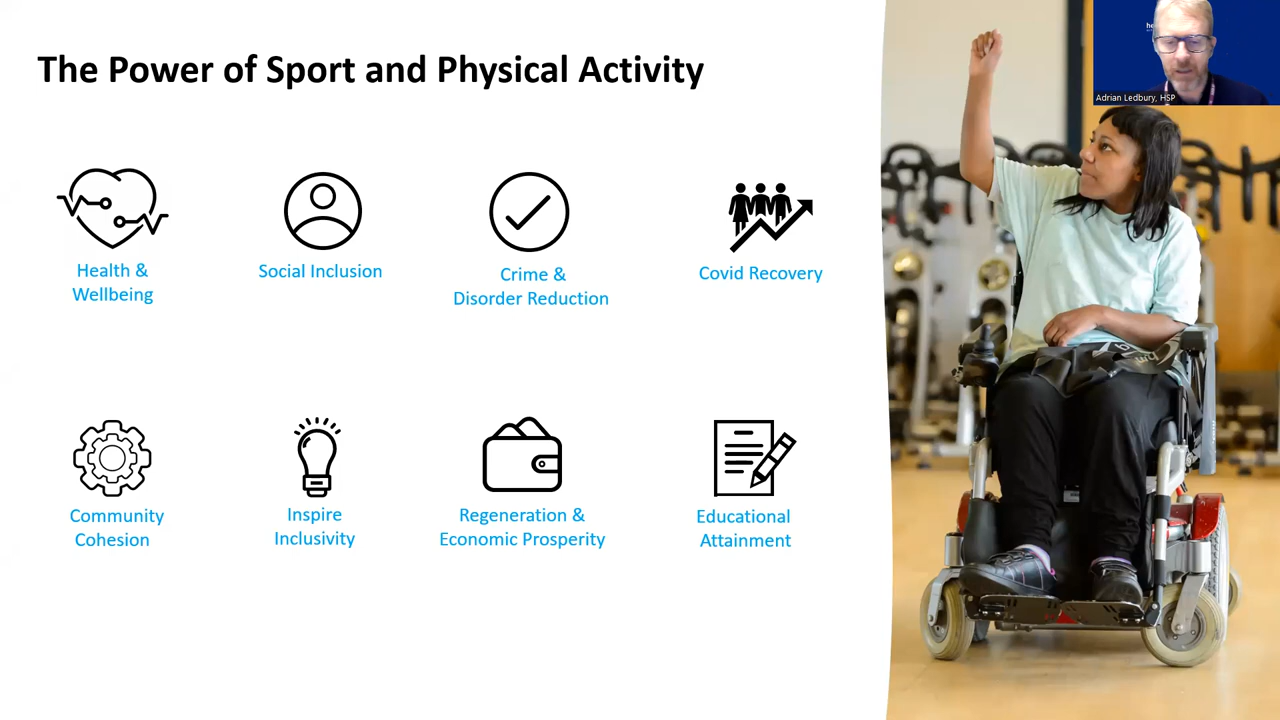 The Power of Sport and Physical Activity
Adrian Ledbury, HSP
Health &
Wellbeing
Social Inclusion
Crime &
Disorder Reduction
Covid Recovery
Community
Cohesion
Inspire
Inclusivity
Regeneration &
Economic Prosperity
Educational
Attainment